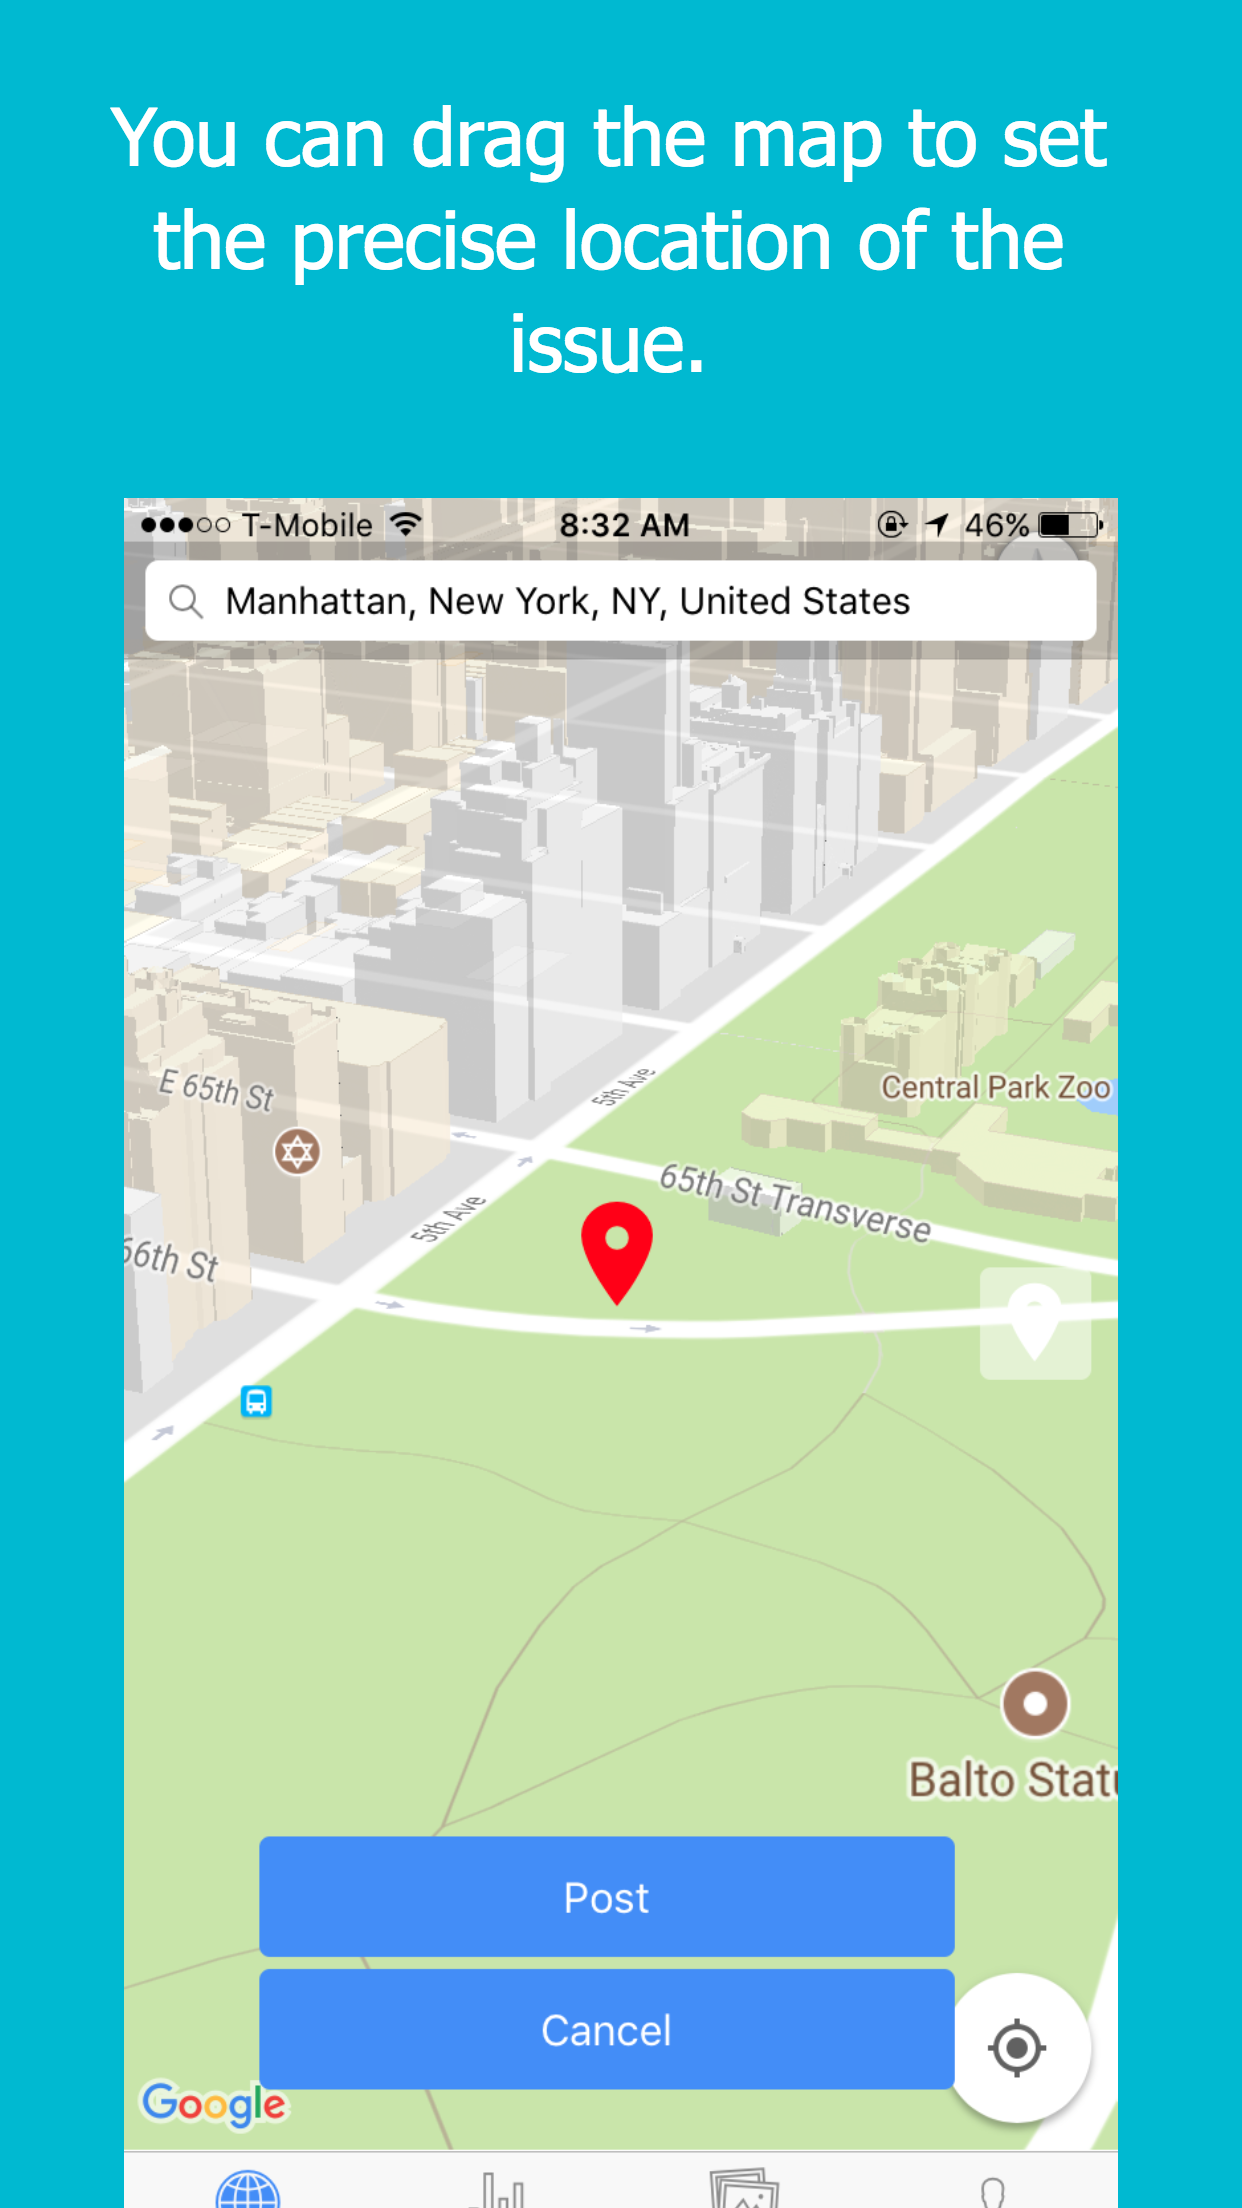 You can drag the map to set
the precise location of the
issue.
T-Mobile 8:32 AM 46%
Manhattan, New York, NY, United States
E 65th St
5th Ave
Central Park Zoo
65th St Transverse
5th Ave
66th St
Balto Statu
Post
Cancel
Google